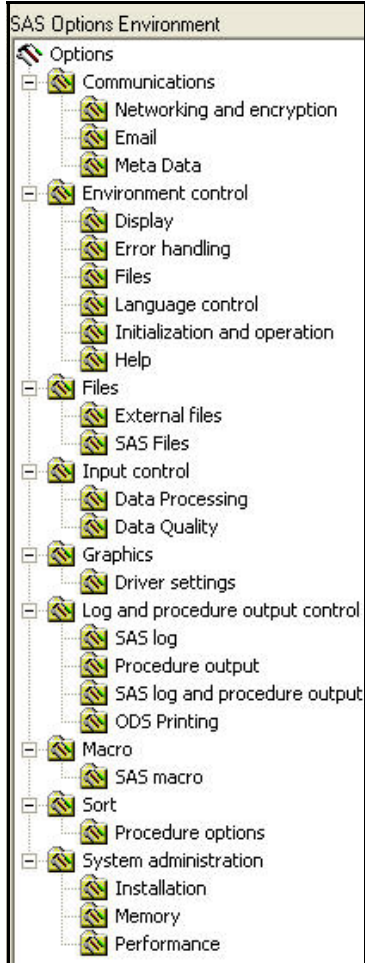 SAS Options Environment
Options
Communications
Networking and encryption
Email
Meta Data
Environment control
Display
Error handling
Files
Language control
Initialization and operation
Help
Files
External files
SAS Files
Input control
Data Processing
Data Quality
Graphics
Driver settings
Log and procedure output control
SAS log
Procedure output
SAS log and procedure output
ODS Printing
Macro
SAS macro
Sort
Procedure options
System administration
Installation
Memory
Performance